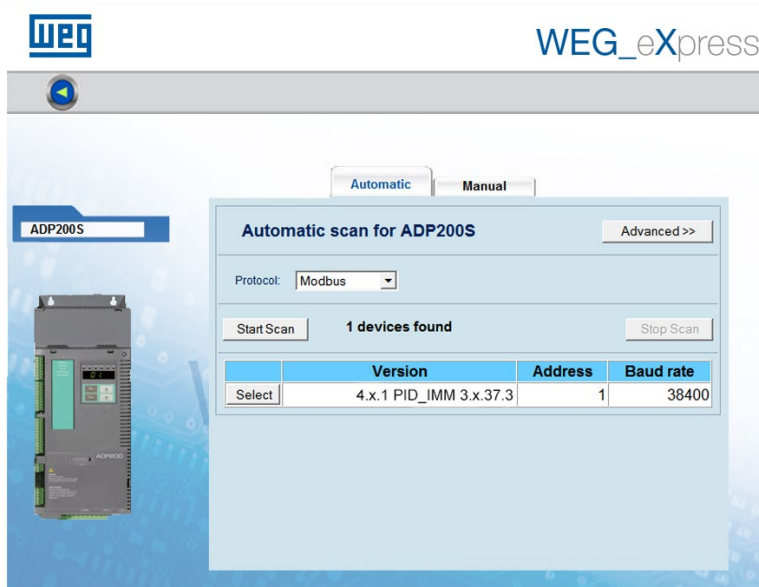 weg
WEG_eXpress
Automatic
Manual
ADP200S
Automatic scan for ADP200S
Advanced >>
Protocol:
Modbus
Start Scan
1 devices found
Stop Scan
Version
Address
Baud rate
Select
4.x.1 PID_IMM 3.x.37.3
1
38400
ADP200